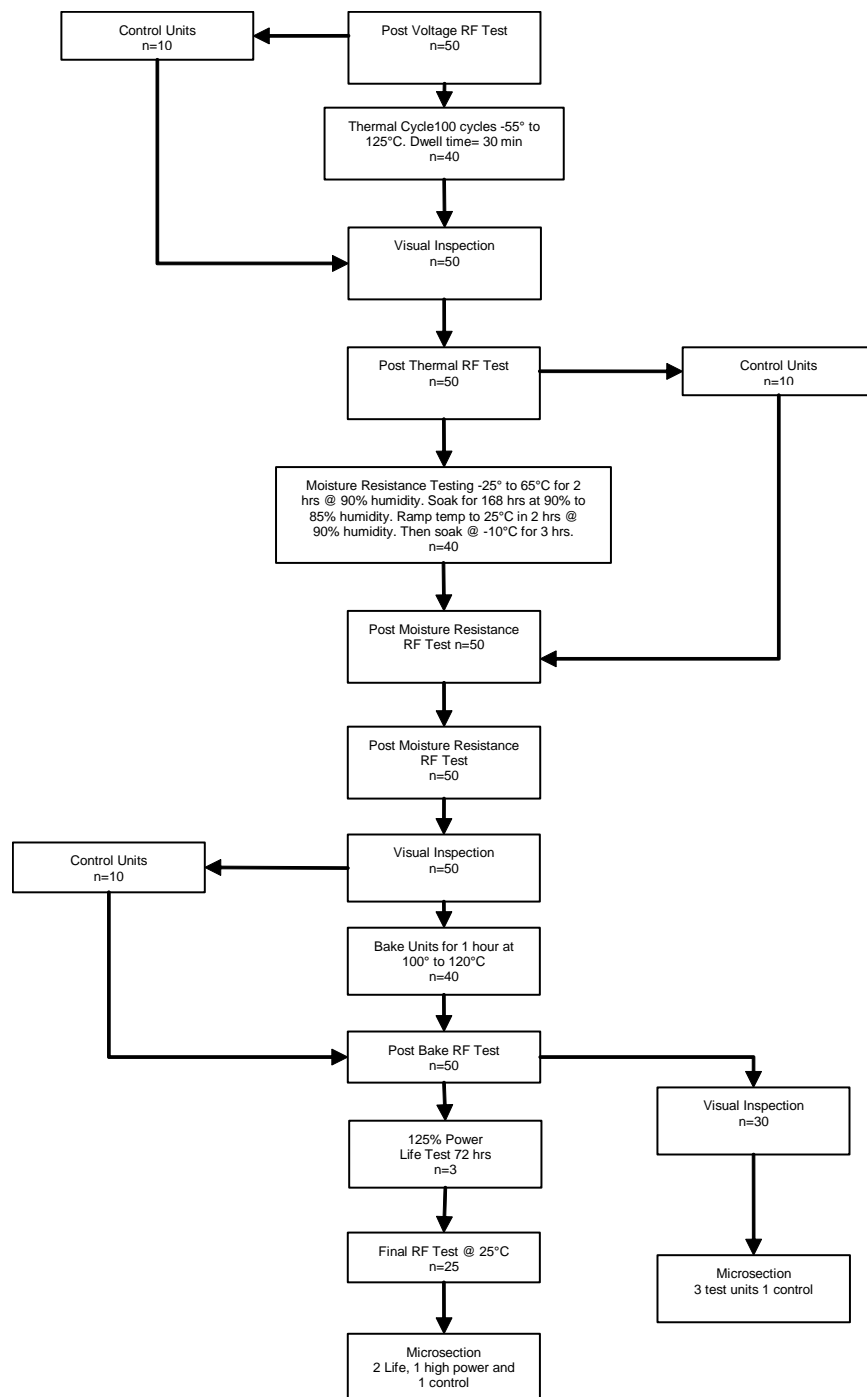 Control Units
n=10
Post Voltage RF Test
n=50
Thermal Cycle100 cycles -55° to
125°C. Dwell time= 30 min
n=40
Visual Inspection
n=50
Post Thermal RF Test
n=50
Control Units
n=10
Moisture Resistance Testing -25° to 65°C for 2
hrs @ 90% humidity. Soak for 168 hrs at 90% to
85% humidity. Ramp temp to 25°C in 2 hrs @
90% humidity. Then soak @ -10°C for 3 hrs.
n=40
Post Moisture Resistance
RF Test n=50
Post Moisture Resistance
RF Test
n=50
Control Units
n=10
Visual Inspection
n=50
Bake Units for 1 hour at
100° to 120°C
n=40
Post Bake RF Test
n=50
Visual Inspection
n=30
125% Power
Life Test 72 hrs
n=3
Final RF Test @ 25°C
n=25
Microsection
3 test units 1 control
Microsection
2 Life, 1 high power and
1 control